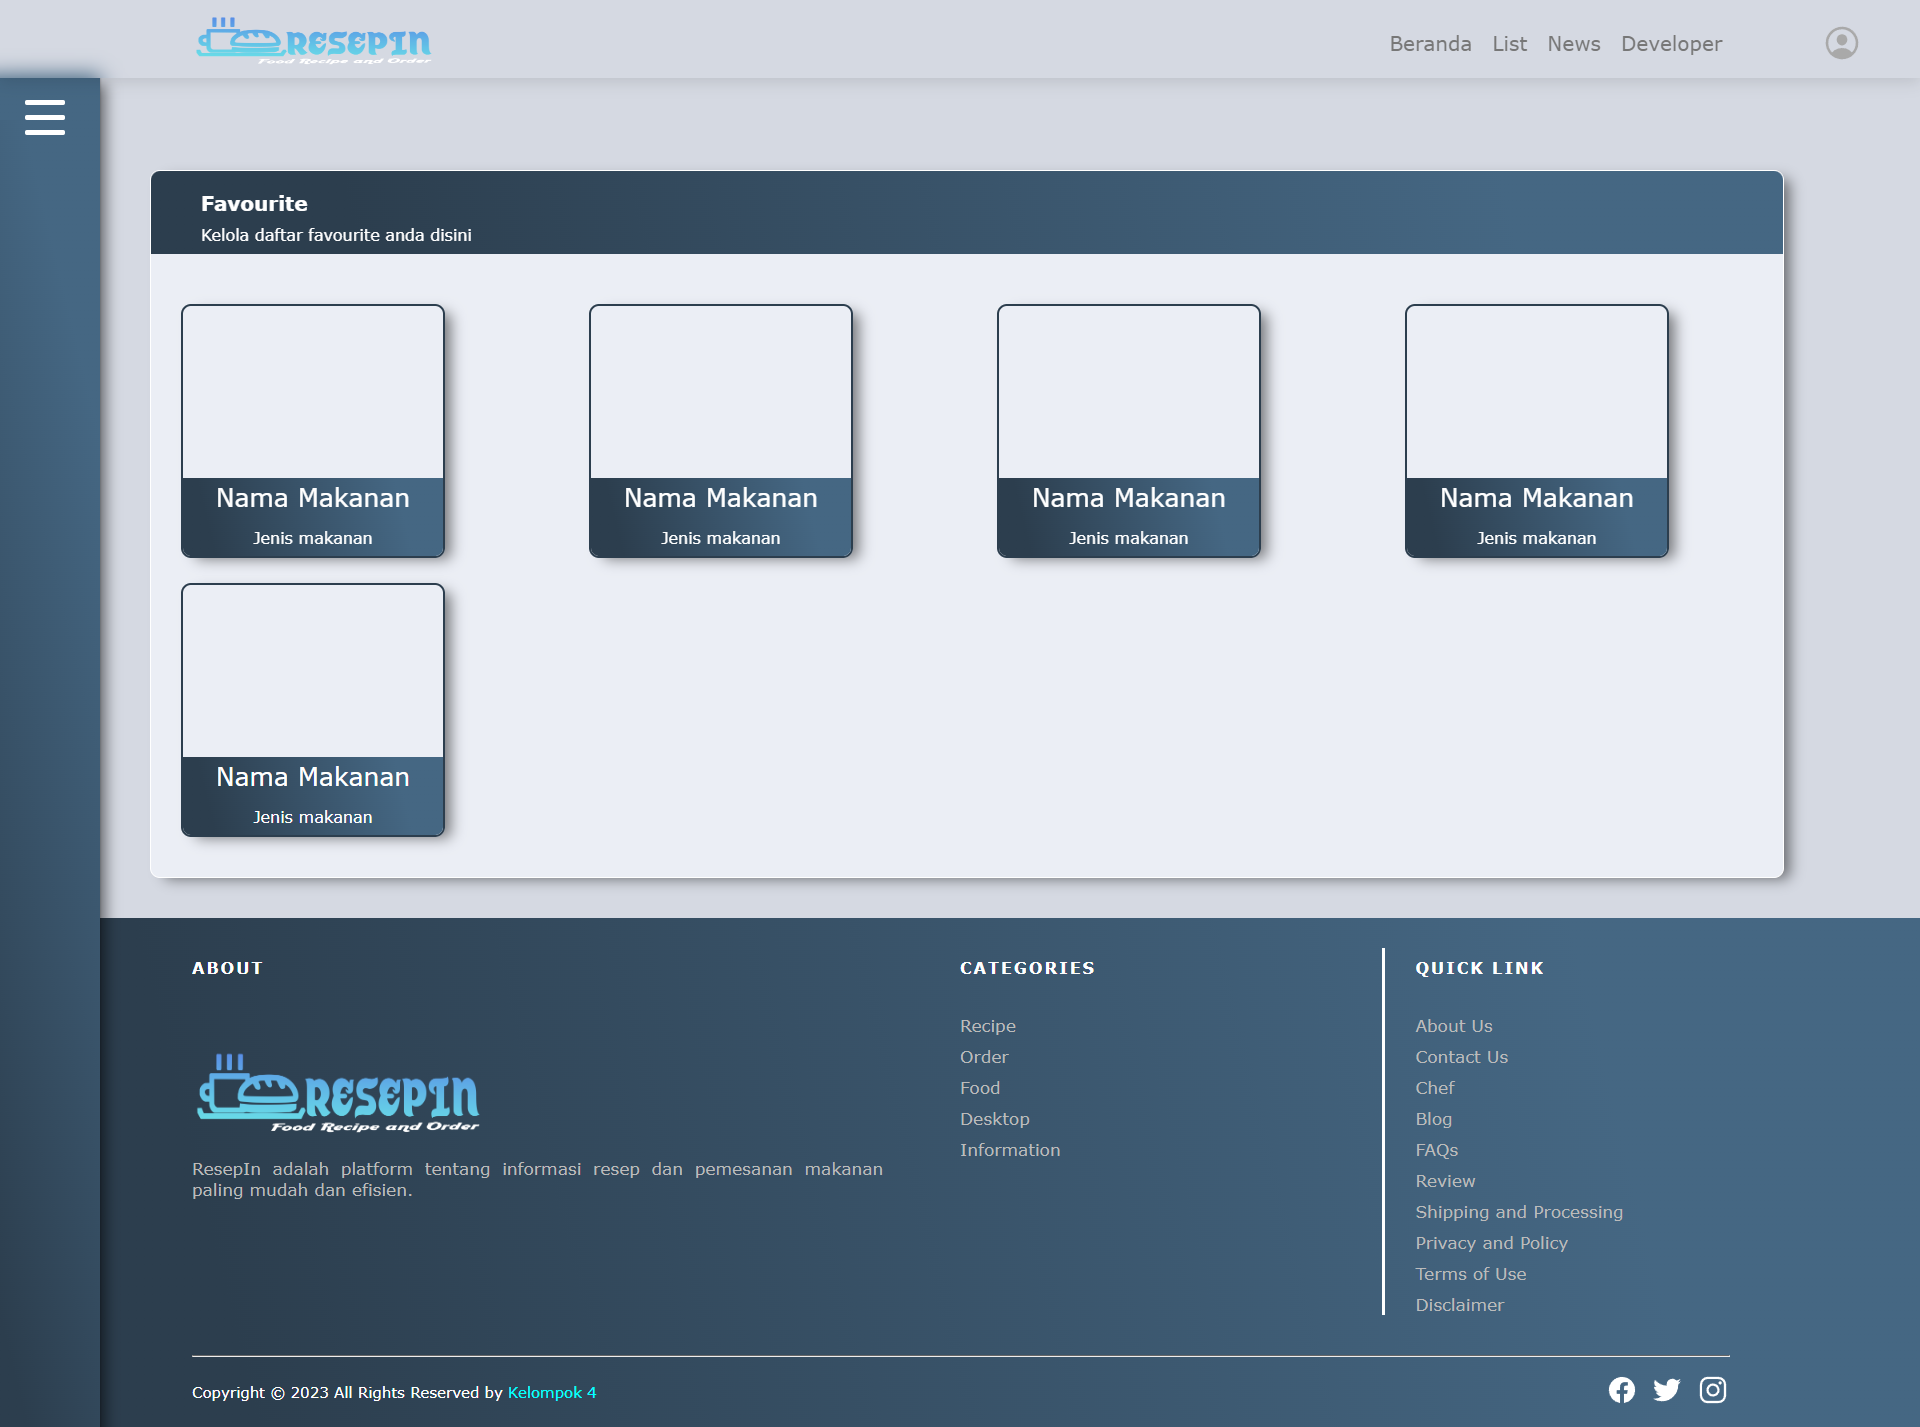 RESEPIN
Food Recipe and Order
Beranda List News Developer
Favourite
Kelola daftar favourite anda disini
Nama Makanan
Jenis makanan
Nama Makanan
Jenis makanan
Nama Makanan
Jenis makanan
Nama Makanan
Jenis makanan
Nama Makanan
Jenis makanan
ABOUT
RESEPIN
Food Recipe and Order
ResepIn adalah platform tentang informasi resep dan pemesanan makanan
paling mudah dan efisien.
CATEGORIES
Recipe
Order
Food
Desktop
Information
QUICK LINK
About Us
Contact Us
Chef
Blog
FAQs
Review
Shipping and Processing
Privacy and Policy
Terms of Use
Disclaimer
Copyright © 2023 All Rights Reserved by Kelompok 4